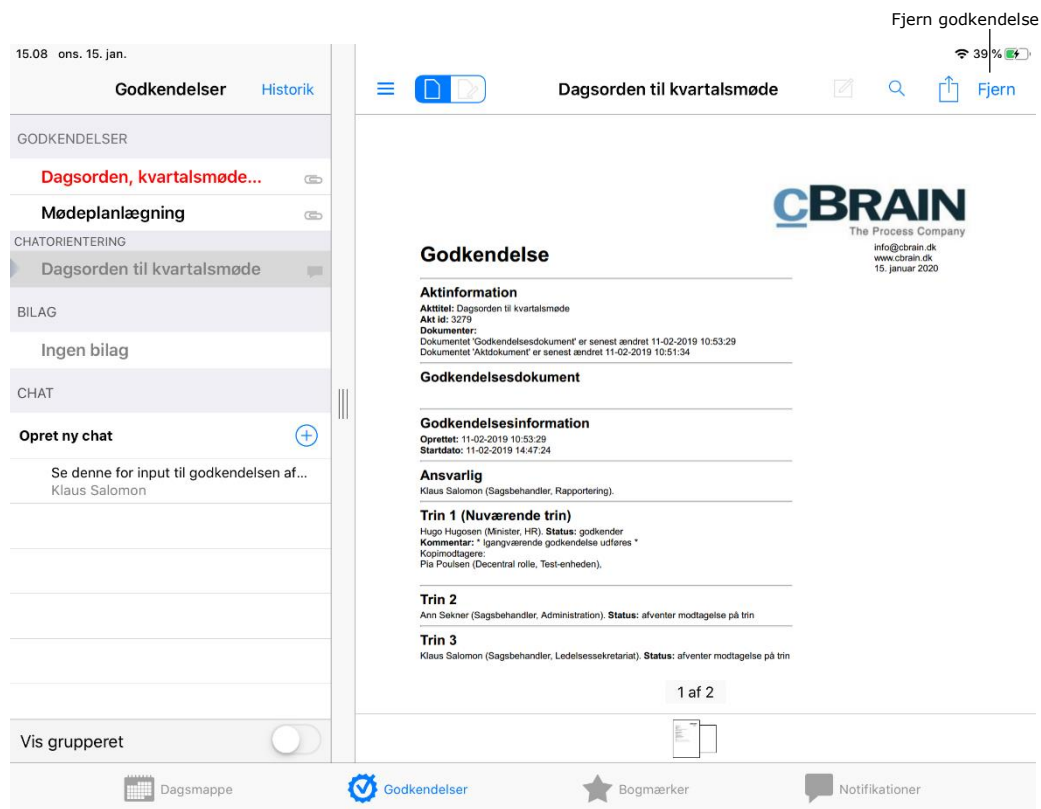 Fjern godkendelse
15.08 ons. 15. jan.
39 %
Godkendelser Historik
Dagsorden til kvartalsmøde Fjern
GODKENDELSER
Dagsorden, kvartalsmøde...
Mødeplanlægning
CHATORIENTERING
Dagsorden til kvartalsmøde
BILAG
Ingen bilag
CHAT
Opret ny chat
Se denne for input til godkendelsen af...
Klaus Salomon
Vis grupperet
cBRAIN
The Process Company
info@cbrain.dk
www.cbrain.dk
15. januar 2020
Godkendelse
Aktinformation
Akttitel: Dagsorden til kvartalsmøde
Akt id: 3279
Dokumenter:
Dokumentet 'Godkendelsesdokument' er senest ændret 11-02-2019 10:53:29
Dokumentet 'Aktdokument' er senest ændret 11-02-2019 10:51:34
Godkendelsesdokument
Godkendelsesinformation
Oprettet: 11-02-2019 10:53:29
Startdato: 11-02-2019 14:47:24
Ansvarlig
Klaus Salomon (Sagsbehandler, Rapportering).
Trin 1 (Nuværende trin)
Hugo Hugosen (Minister, HR). Status: godkender
Kommentar: * Igangværende godkendelse udføres *
Kopimodtagere:
Pia Poulsen (Decentral rolle, Test-enheden),
Trin 2
Ann Sekner (Sagsbehandler, Administration). Status: afventer modtagelse på trin
Trin 3
Klaus Salomon (Sagsbehandler, Ledelsessekretariat). Status: afventer modtagelse på trin
1 af 2
Dagsmappe Godkendelser Bogmærker Notifikationer